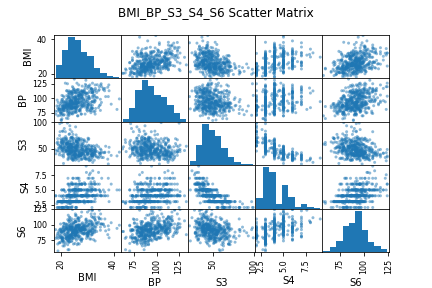 BMI_BP_S3_S4_S6 Scatter Matrix
40
20
BMI
125
100
75
BP
100
50
S3
7.5
5.0
2.5
S4
125
100
75
S6
20 40 75 100 125 50 100 2.5 5.0 7.5 75 100 125
BMI BP S3 S4 S6